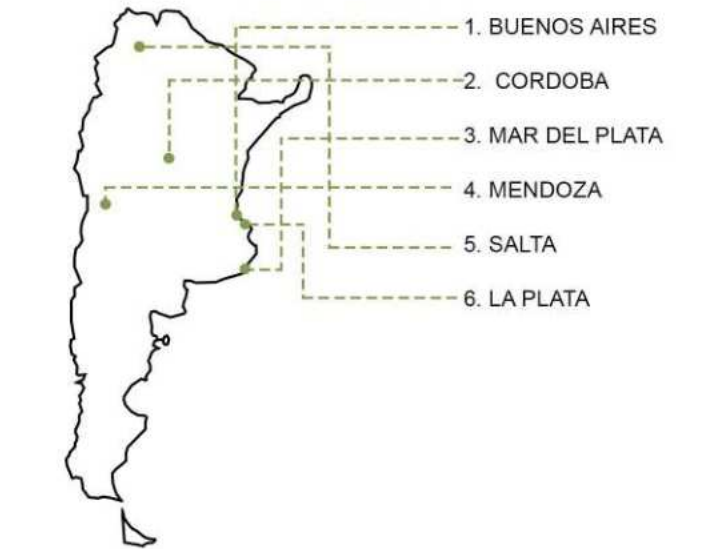 1. BUENOS AIRES
2. CORDOBA
3. MAR DEL PLATA
4. MENDOZA
5. SALTA
6. LA PLATA